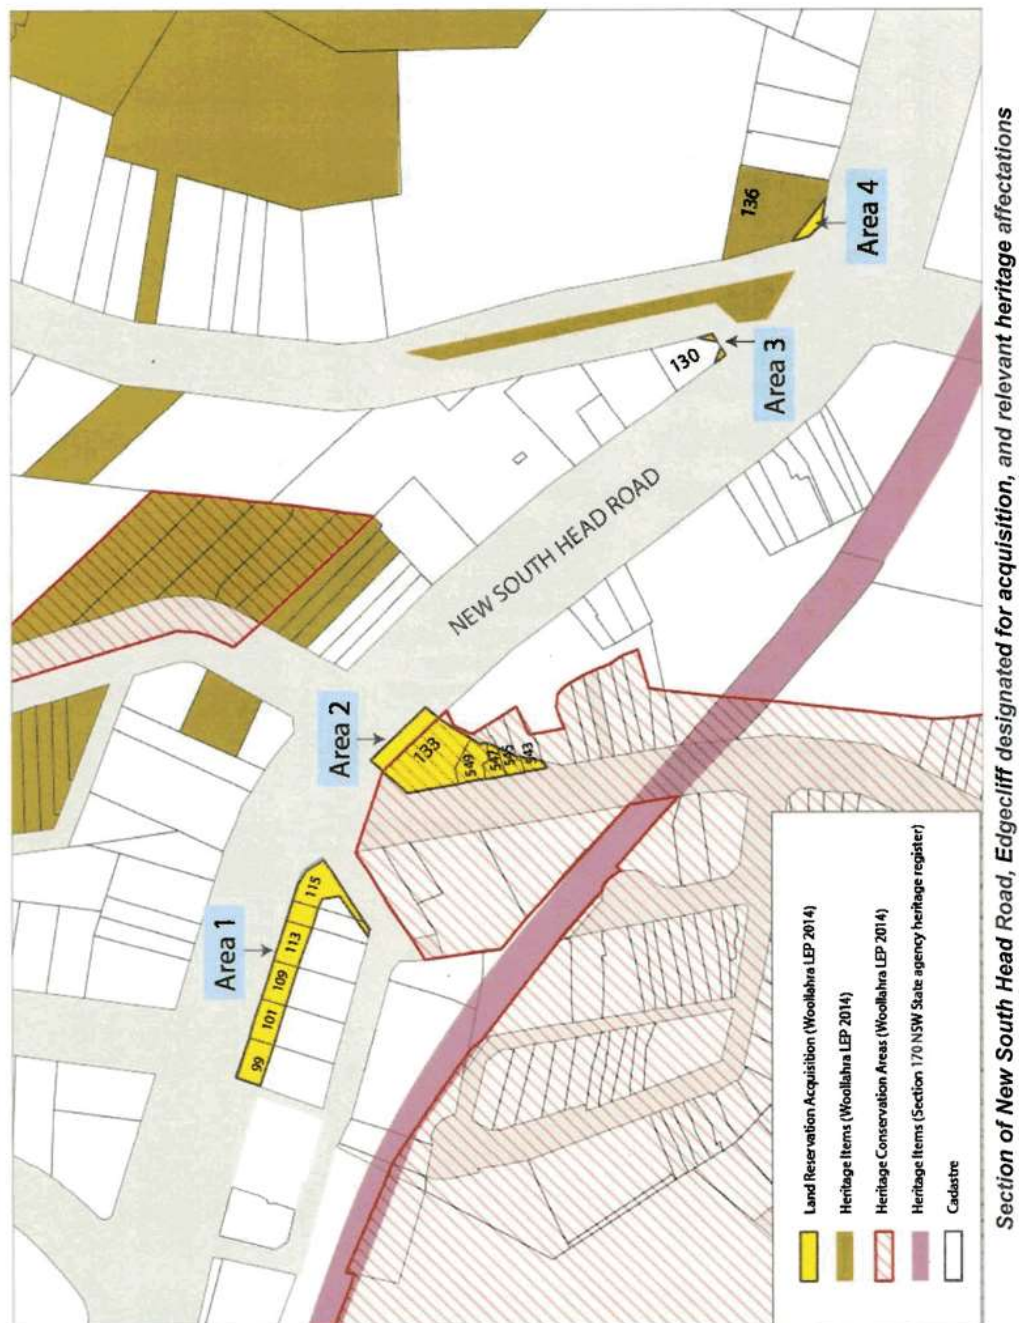 Area 1
99
101
109
113
115
Area 2
133
549
547
545
543
NEW SOUTH HEAD ROAD
130
Area 3
136
Area 4
Land Reservation Acquisition (Woollahra LEP 2014)
Heritage Items (Woollahra LEP 2014)
Heritage Conservation Areas (Woollahra LEP 2014)
Heritage Items (Section 170 NSW State agency heritage register)
Cadastre
Section of New South Head Road, Edgecliff designated for acquisition, and relevant heritage affectations